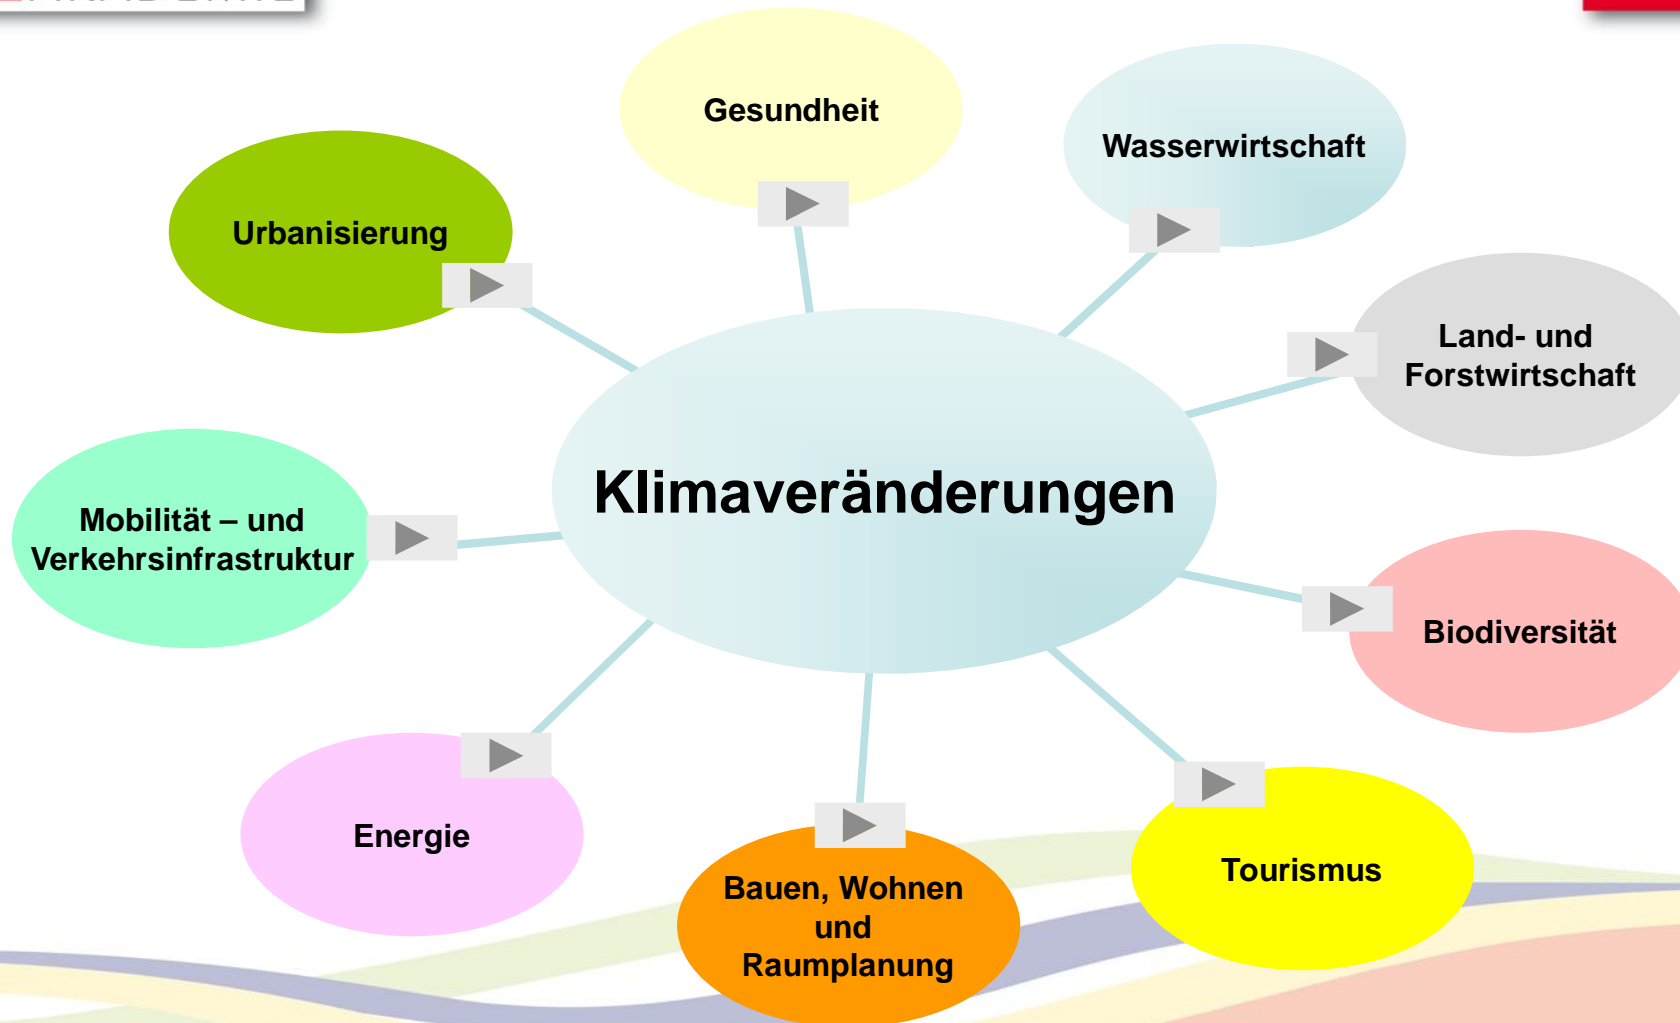 Gesundheit
Wasserwirtschaft
Urbanisierung
Land- und
Forstwirtschaft
Klimaveränderungen
Mobilität – und
Verkehrsinfrastruktur
Biodiversität
Energie
Tourismus
Bauen, Wohnen
und
Raumplanung